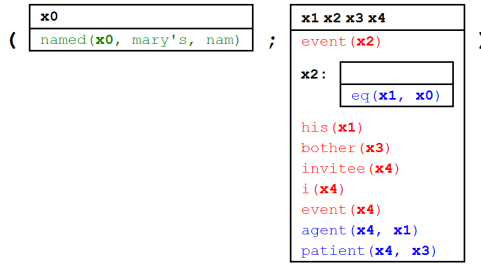 x0
( named(x0, mary's, nam) ;
x1 x2 x3 x4
event(x2)
x2:
eq(x1, x0)
his(x1)
bother(x3)
invitee(x4)
i(x4)
event(x4)
agent(x4, x1)
patient(x4, x3)